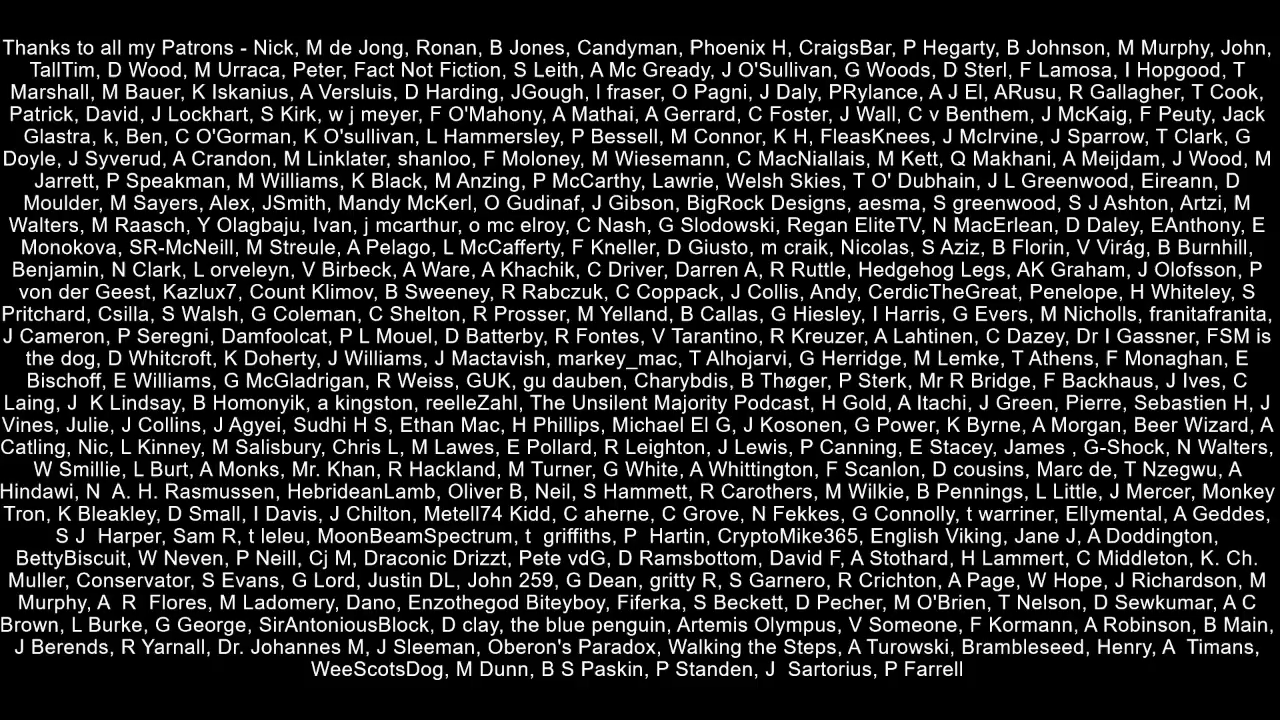 Thanks to all my Patrons - Nick, M de Jong, Ronan, B Jones, Candyman, Phoenix H, CraigsBar, P Hegarty, B Johnson, M Murphy, John,
TallTim, D Wood, M Urraca, Peter, Fact Not Fiction, S Leith, A Mc Gready, J O'Sullivan, G Woods, D Sterl, F Lamosa, I Hopgood, T
Marshall, M Bauer, K Iskanius, A Versluis, D Harding, JGough, l fraser, O Pagni, J Daly, PRylance, A J El, ARusu, R Gallagher, T Cook,
Patrick, David, J Lockhart, S Kirk, w j meyer, F O'Mahony, A Mathai, A Gerrard, C Foster, J Wall, C v Benthem, J McKaig, F Peuty, Jack
Glastra, k, Ben, C O'Gorman, K O'sullivan, L Hammersley, P Bessell, M Connor, K H, FleasKnees, J McIrvine, J Sparrow, T Clark, G
Doyle, J Syverud, A Crandon, M Linklater, shanloo, F Moloney, M Wiesemann, C MacNiallais, M Kett, Q Makhani, A Meijdam, J Wood, M
Jarrett, P Speakman, M Williams, K Black, M Anzing, P McCarthy, Lawrie, Welsh Skies, T O' Dubhain, J L Greenwood, Eireann, D
Moulder, M Sayers, Alex, JSmith, Mandy McKerl, O Gudinaf, J Gibson, BigRock Designs, aesma, S greenwood, S J Ashton, Artzi, M
Walters, M Raasch, Y Olagbaju, Ivan, j mcarthur, o mc elroy, C Nash, G Slodowski, Regan EliteTV, N MacErlean, D Daley, EAnthony, E
Monokova, SR-McNeill, M Streule, A Pelago, L McCafferty, F Kneller, D Giusto, m craik, Nicolas, S Aziz, B Florin, V Virág, B Burnhill,
Benjamin, N Clark, L orveleyn, V Birbeck, A Ware, A Khachik, C Driver, Darren A, R Ruttle, Hedgehog Legs, AK Graham, J Olofsson, P
von der Geest, Kazlux7, Count Klimov, B Sweeney, R Rabczuk, C Coppack, J Collis, Andy, CerdicTheGreat, Penelope, H Whiteley, S
Pritchard, Csilla, S Walsh, G Coleman, C Shelton, R Prosser, M Yelland, B Callas, G Hiesley, I Harris, G Evers, M Nicholls, franitafranita,
J Cameron, P Seregni, Damfoolcat, P L Mouel, D Batterby, R Fontes, V Tarantino, R Kreuzer, A Lahtinen, C Dazey, Dr I Gassner, FSM is
the dog, D Whitcroft, K Doherty, J Williams, J Mactavish, markey_mac, T Alhojarvi, G Herridge, M Lemke, T Athens, F Monaghan, E
Bischoff, E Williams, G McGladrigan, R Weiss, GUK, gu dauben, Charybdis, B Thøger, P Sterk, Mr R Bridge, F Backhaus, J Ives, C
Laing, J  K Lindsay, B Homonyik, a kingston, reelleZahl, The Unsilent Majority Podcast, H Gold, A Itachi, J Green, Pierre, Sebastien H, J
Vines, Julie, J Collins, J Agyei, Sudhi H S, Ethan Mac, H Phillips, Michael El G, J Kosonen, G Power, K Byrne, A Morgan, Beer Wizard, A
Catling, Nic, L Kinney, M Salisbury, Chris L, M Lawes, E Pollard, R Leighton, J Lewis, P Canning, E Stacey, James , G-Shock, N Walters,
W Smillie, L Burt, A Monks, Mr. Khan, R Hackland, M Turner, G White, A Whittington, F Scanlon, D cousins, Marc de, T Nzegwu, A
Hindawi, N  A. H. Rasmussen, HebrideanLamb, Oliver B, Neil, S Hammett, R Carothers, M Wilkie, B Pennings, L Little, J Mercer, Monkey
Tron, K Bleakley, D Small, I Davis, J Chilton, Metell74 Kidd, C aherne, C Grove, N Fekkes, G Connolly, t warriner, Ellymental, A Geddes,
S J  Harper, Sam R, t leleu, MoonBeamSpectrum, t  griffiths, P  Hartin, CryptoMike365, English Viking, Jane J, A Doddington,
BettyBiscuit, W Neven, P Neill, Cj M, Draconic Drizzt, Pete vdG, D Ramsbottom, David F, A Stothard, H Lammert, C Middleton, K. Ch.
Muller, Conservator, S Evans, G Lord, Justin DL, John 259, G Dean, gritty R, S Garnero, R Crichton, A Page, W Hope, J Richardson, M
Murphy, A  R  Flores, M Ladomery, Dano, Enzothegod Biteyboy, Fiferka, S Beckett, D Pecher, M O'Brien, T Nelson, D Sewkumar, A C
Brown, L Burke, G George, SirAntoniousBlock, D clay, the blue penguin, Artemis Olympus, V Someone, F Kormann, A Robinson, B Main,
J Berends, R Yarnall, Dr. Johannes M, J Sleeman, Oberon's Paradox, Walking the Steps, A Turowski, Brambleseed, Henry, A  Timans,
WeeScotsDog, M Dunn, B S Paskin, P Standen, J  Sartorius, P Farrell